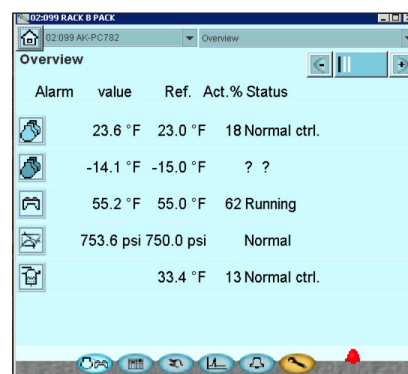 02:099 RACK B PACK
02:099 AK-PC782 Overview
Overview
Alarm value Ref. Act.% Status
23.6 °F 23.0 °F 18 Normal ctrl.
-14.1 °F -15.0 °F ? ?
55.2 °F 55.0 °F 62 Running
753.6 psi 750.0 psi Normal
33.4 °F 13 Normal ctrl.